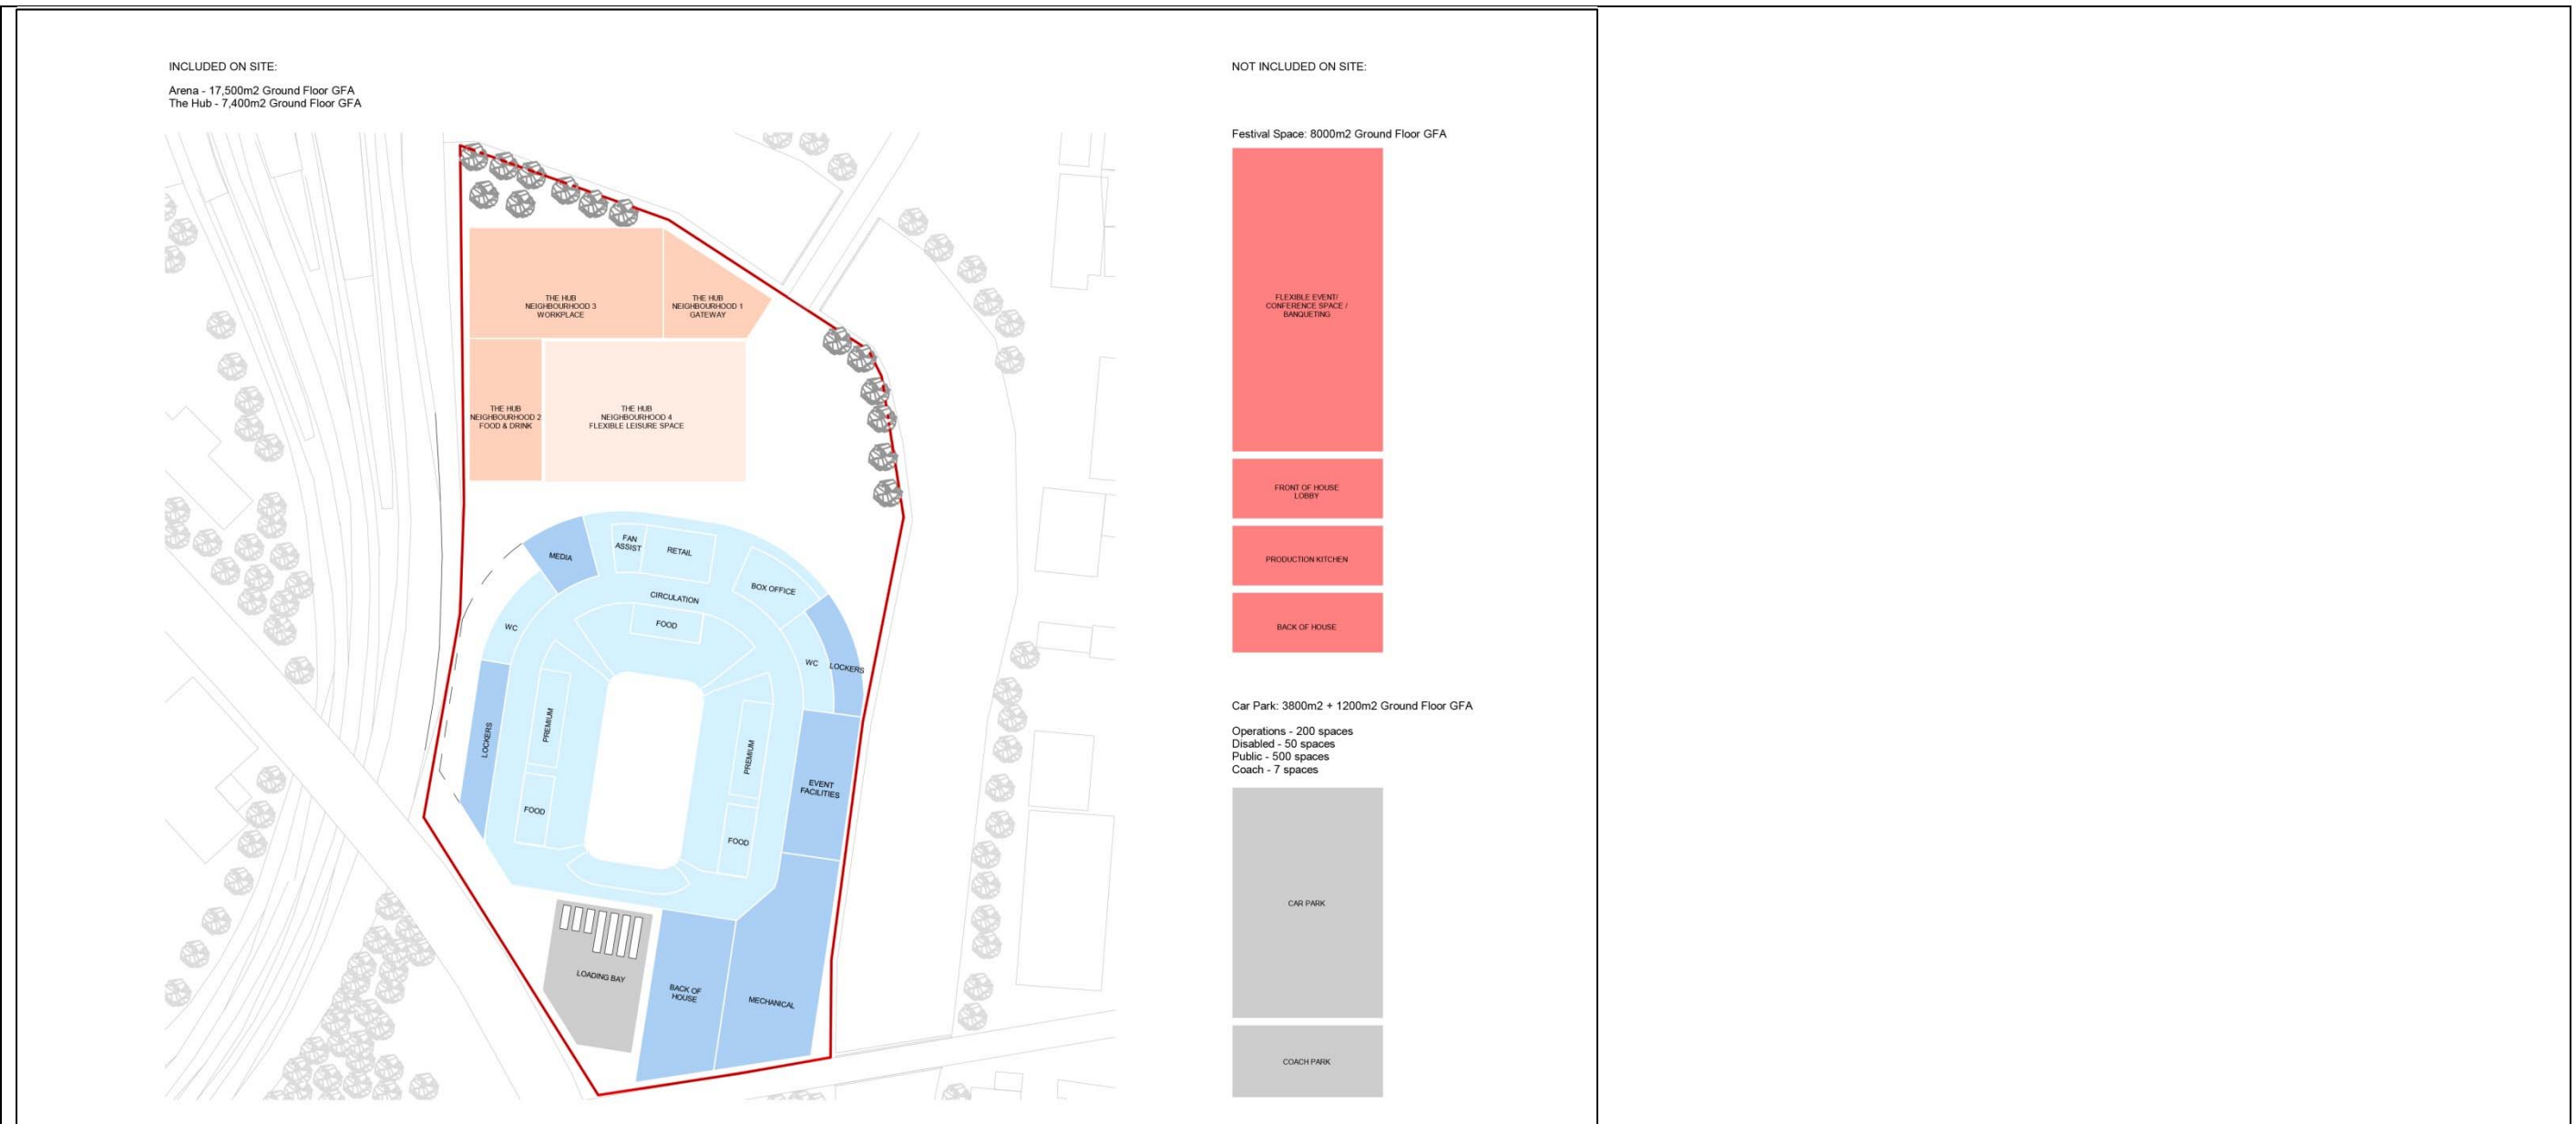 INCLUDED ON SITE:
Arena - 17,500m2 Ground Floor GFA
The Hub - 7,400m2 Ground Floor GFA
THE HUB
NEIGHBOURHOOD 3
WORKPLACE
THE HUB
NEIGHBOURHOOD 1
GATEWAY
THE HUB
NEIGHBOURHOOD 2
FOOD & DRINK
THE HUB
NEIGHBOURHOOD 4
FLEXIBLE LEISURE SPACE
MEDIA
FAN
ASSIST
RETAIL
BOX OFFICE
CIRCULATION
FOOD
WC
WC
LOCKERS
LOCKERS
PREMIUM
PREMIUM
EVENT
FACILITIES
FOOD
FOOD
LOADING BAY
BACK OF
HOUSE
MECHANICAL
NOT INCLUDED ON SITE:
Festival Space: 8000m2 Ground Floor GFA
FLEXIBLE EVENT/
CONFERENCE SPACE /
BANQUETING
FRONT OF HOUSE
LOBBY
PRODUCTION KITCHEN
BACK OF HOUSE
Car Park: 3800m2 + 1200m2 Ground Floor GFA
Operations - 200 spaces
Disabled - 50 spaces
Public - 500 spaces
Coach - 7 spaces
CAR PARK
COACH PARK